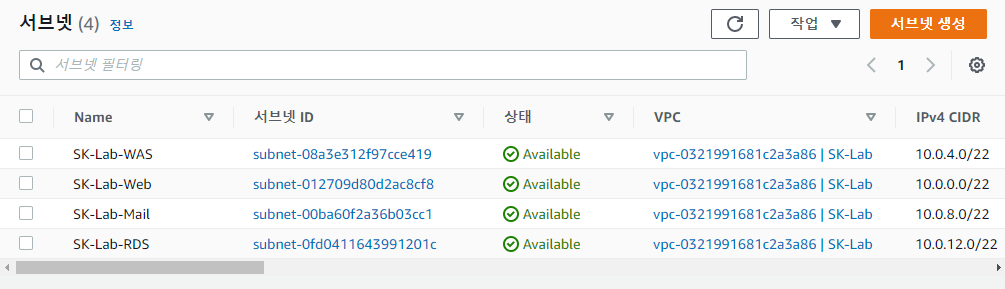 서브넷 (4) 정보
작업
서브넷 생성
서브넷 필터링
1
Name 서브넷 ID 상태 VPC IPv4 CIDR
SK-Lab-WAS subnet-08a3e312f97cce419 Available vpc-0321991681c2a3a86 | SK-Lab 10.0.4.0/22
SK-Lab-Web subnet-012709d80d2ac8cf8 Available vpc-0321991681c2a3a86 | SK-Lab 10.0.0.0/22
SK-Lab-Mail subnet-00ba60f2a36b03cc1 Available vpc-0321991681c2a3a86 | SK-Lab 10.0.8.0/22
SK-Lab-RDS subnet-0fd0411643991201c Available vpc-0321991681c2a3a86 | SK-Lab 10.0.12.0/22